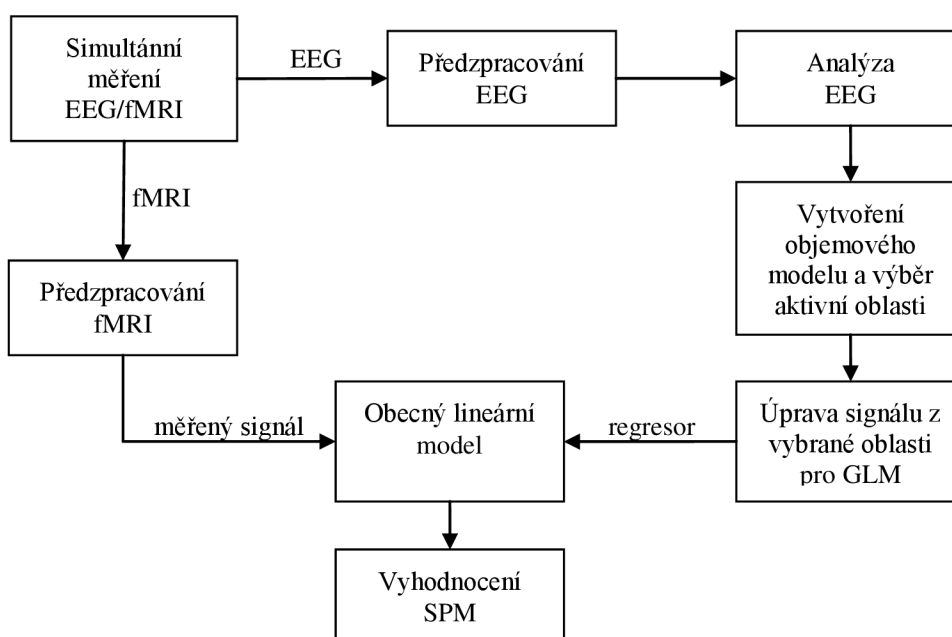 Simultánní
měření
EEG/fMRI
EEG
Předzpracování
EEG
Analýza
EEG
fMRI
Vytvoření
objemového
modelu a výběr
aktivní oblasti
Předzpracování
fMRI
měřený signál
Obecný lineární
model
regresor
Úprava signálu z
vybrané oblasti
pro GLM
Vyhodnocení
SPM